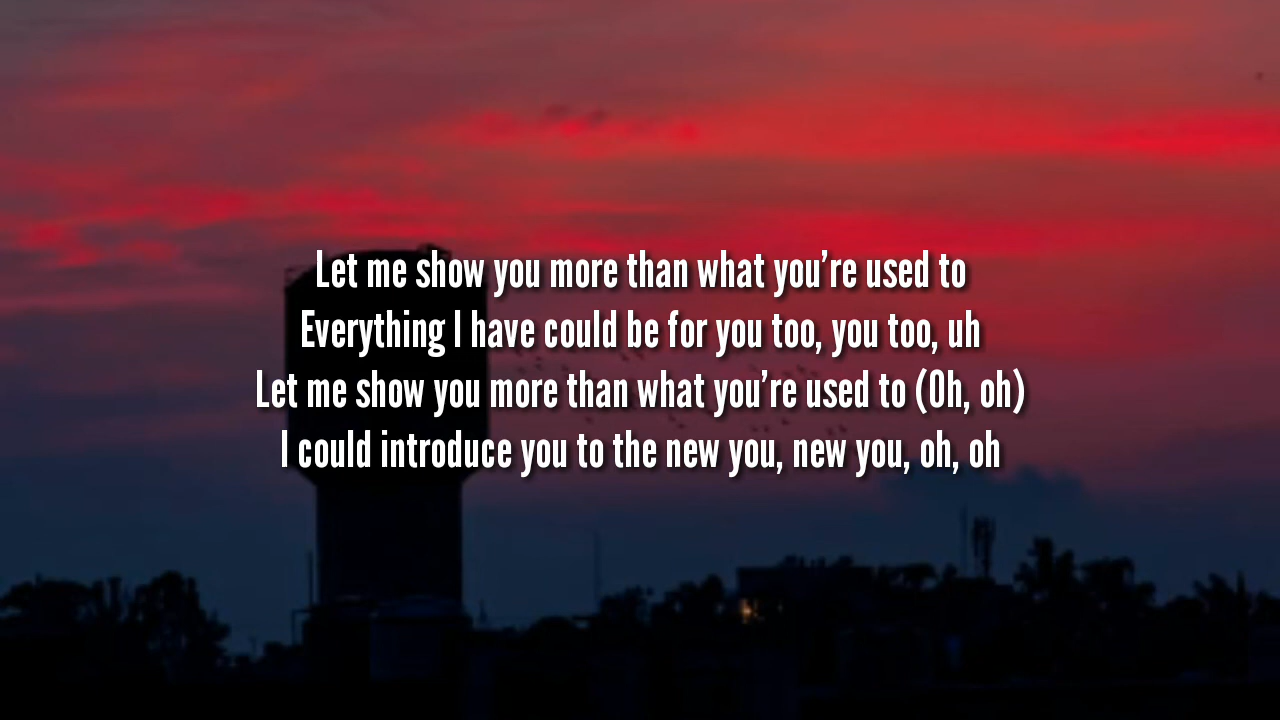 Let me show you more than what you're used to
Everything I have could be for you too, you too, uh
Let me show you more than what you're used to (Oh, oh)
I could introduce you to the new you, new you, oh, oh